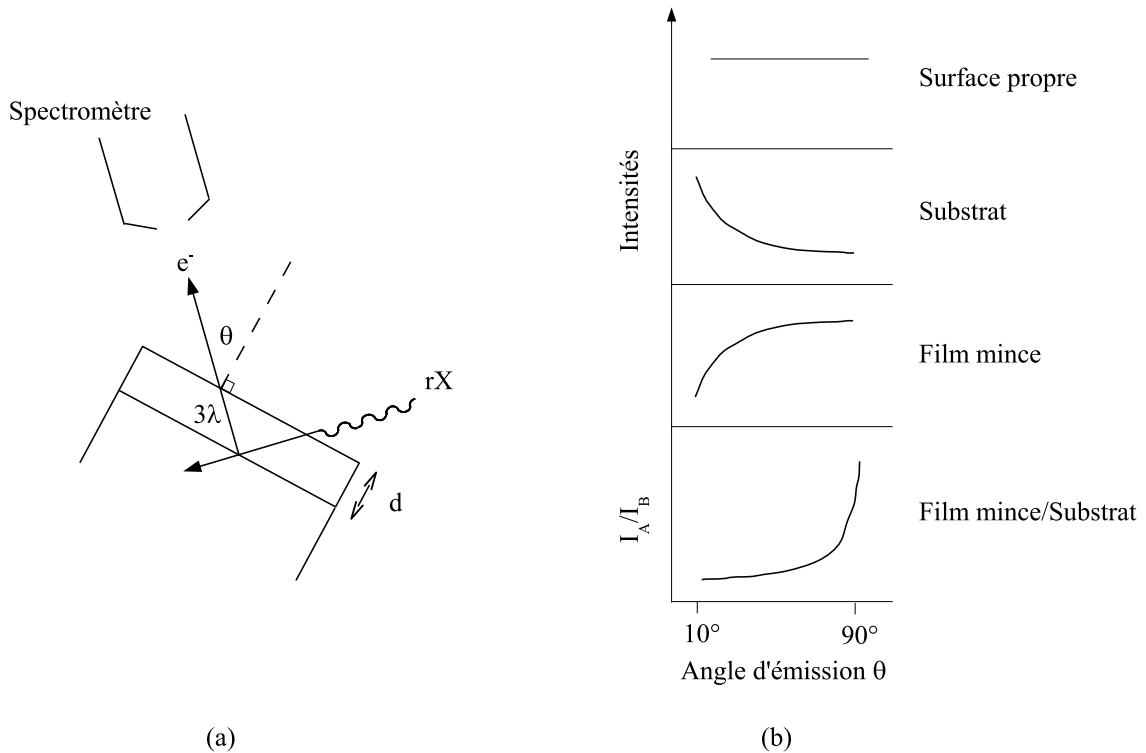 Spectromètre
e-
θ
3λ
rX
d
(a)
Intensités
Surface propre
Substrat
Film mince
I_A/I_B
Film mince/Substrat
10° 90°
Angle d'émission θ
(b)